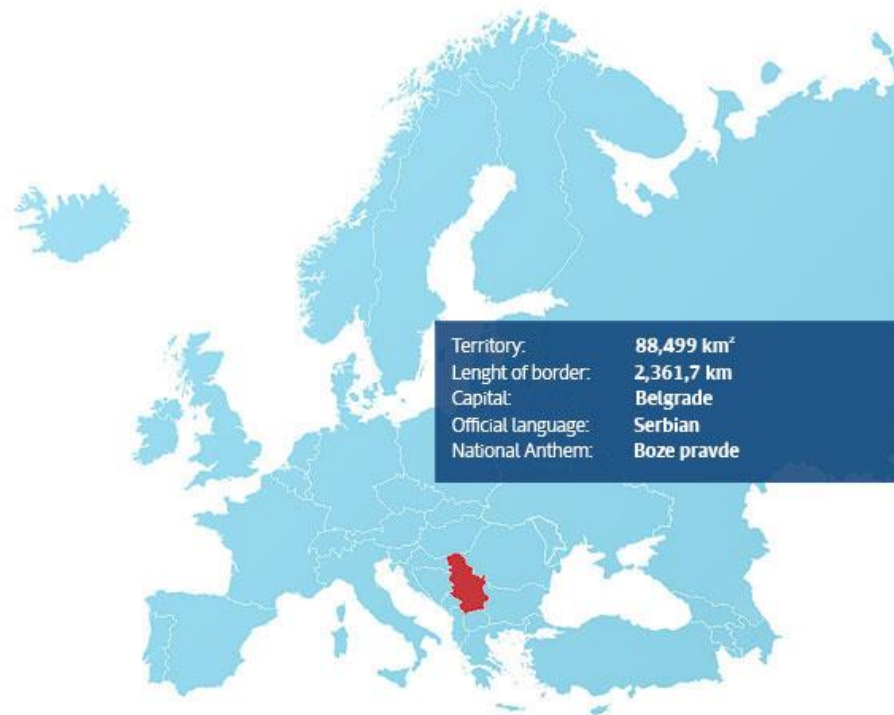 Territory: 88,499 km²
Lenght of border: 2,361,7 km
Capital: Belgrade
Official language: Serbian
National Anthem: Boze pravde